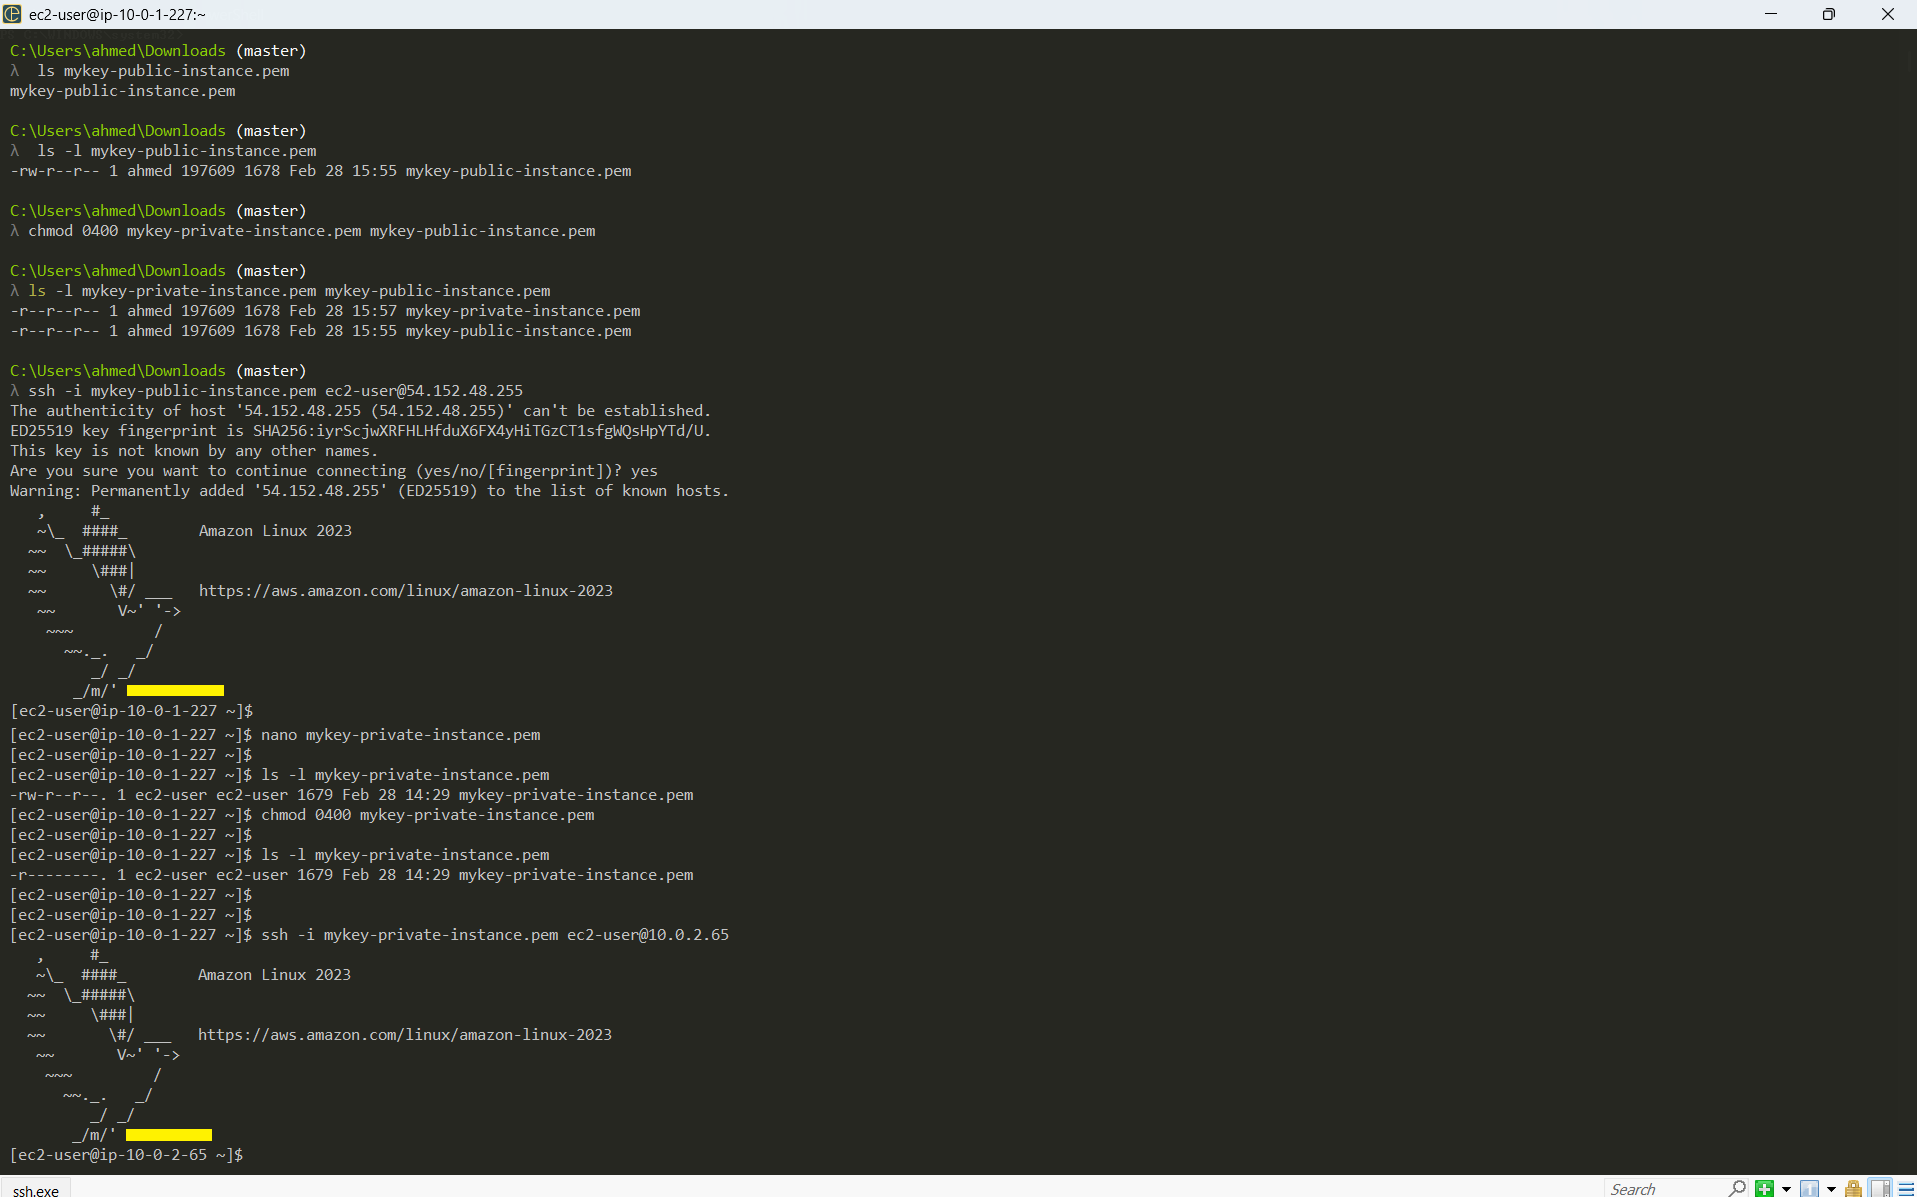 ec2-user@ip-10-0-1-227:~
C:\Users\ahmed\Downloads (master)
λ  ls mykey-public-instance.pem
mykey-public-instance.pem
C:\Users\ahmed\Downloads (master)
λ  ls -l mykey-public-instance.pem
-rw-r--r-- 1 ahmed 197609 1678 Feb 28 15:55 mykey-public-instance.pem
C:\Users\ahmed\Downloads (master)
λ chmod 0400 mykey-private-instance.pem mykey-public-instance.pem
C:\Users\ahmed\Downloads (master)
λ ls -l mykey-private-instance.pem mykey-public-instance.pem
-r--r--r-- 1 ahmed 197609 1678 Feb 28 15:57 mykey-private-instance.pem
-r--r--r-- 1 ahmed 197609 1678 Feb 28 15:55 mykey-public-instance.pem
C:\Users\ahmed\Downloads (master)
λ ssh -i mykey-public-instance.pem ec2-user@54.152.48.255
The authenticity of host '54.152.48.255 (54.152.48.255)' can't be established.
ED25519 key fingerprint is SHA256:iyrScjwXRFHLHfduX6FX4yHiTGzCT1sfgWQsHpYTd/U.
This key is not known by any other names.
Are you sure you want to continue connecting (yes/no/[fingerprint])? yes
Warning: Permanently added '54.152.48.255' (ED25519) to the list of known hosts.
   ,     #_
   ~\_  ####_        Amazon Linux 2023
  ~~  \_#####\
  ~~     \###|
  ~~       \#/ ___   https://aws.amazon.com/linux/amazon-linux-2023
   ~~       V~' '->
    ~~~         /
      ~~._.   _/
         _/ _/
       _/m/'
[ec2-user@ip-10-0-1-227 ~]$
[ec2-user@ip-10-0-1-227 ~]$ nano mykey-private-instance.pem
[ec2-user@ip-10-0-1-227 ~]$
[ec2-user@ip-10-0-1-227 ~]$ ls -l mykey-private-instance.pem
-rw-r--r--. 1 ec2-user ec2-user 1679 Feb 28 14:29 mykey-private-instance.pem
[ec2-user@ip-10-0-1-227 ~]$ chmod 0400 mykey-private-instance.pem
[ec2-user@ip-10-0-1-227 ~]$
[ec2-user@ip-10-0-1-227 ~]$ ls -l mykey-private-instance.pem
-r--------. 1 ec2-user ec2-user 1679 Feb 28 14:29 mykey-private-instance.pem
[ec2-user@ip-10-0-1-227 ~]$
[ec2-user@ip-10-0-1-227 ~]$
[ec2-user@ip-10-0-1-227 ~]$ ssh -i mykey-private-instance.pem ec2-user@10.0.2.65
   ,     #_
   ~\_  ####_        Amazon Linux 2023
  ~~  \_#####\
  ~~     \###|
  ~~       \#/ ___   https://aws.amazon.com/linux/amazon-linux-2023
   ~~       V~' '->
    ~~~         /
      ~~._.   _/
         _/ _/
       _/m/'
[ec2-user@ip-10-0-2-65 ~]$
ssh.exe
Search